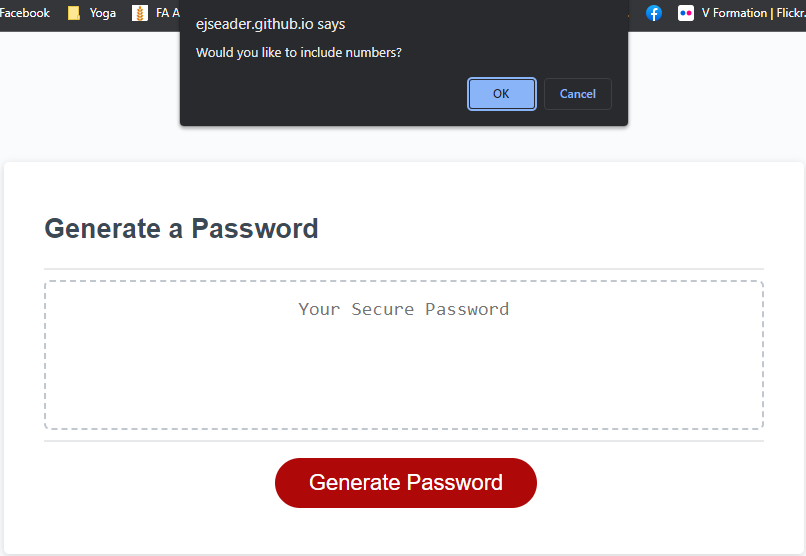 Facebook Yoga FA A V Formation | Flickr
ejseader.github.io says
Would you like to include numbers?
OK Cancel
Generate a Password
Your Secure Password
Generate Password